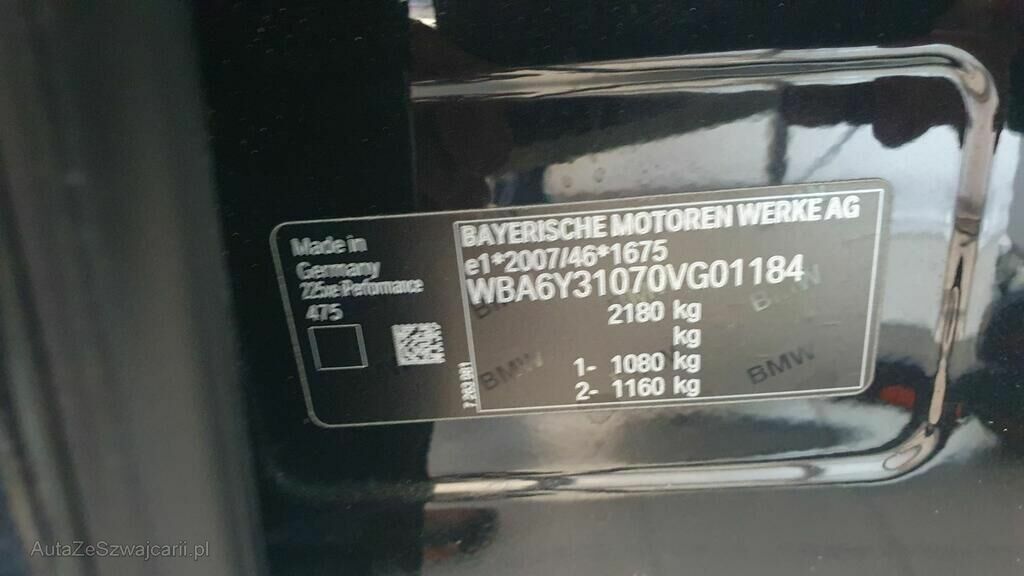 Made in
Germany
225xe Performance
475
BAYERISCHE MOTOREN WERKE AG
e1*2007/46*1675
WBA6Y31070VG01184
2180 kg
kg
1- 1080 kg
2- 1160 kg
BMW
BMW
BMW
BMW
AutaZeSzwajcarii.pl